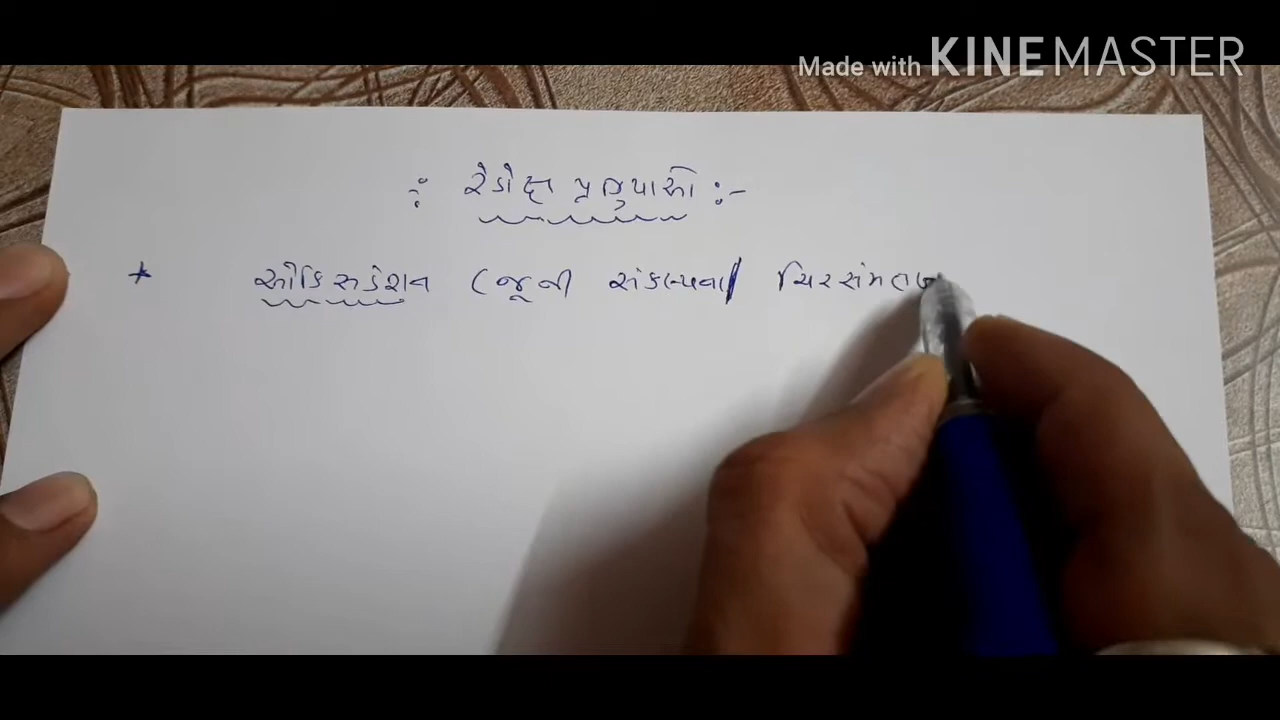 Made with KINEMASTER
: રેડોક્ષ પ્રક્રિયાઓ :-
* ઓક્સિડેશન (જૂની સંકલ્પના/ ચિરસંમત